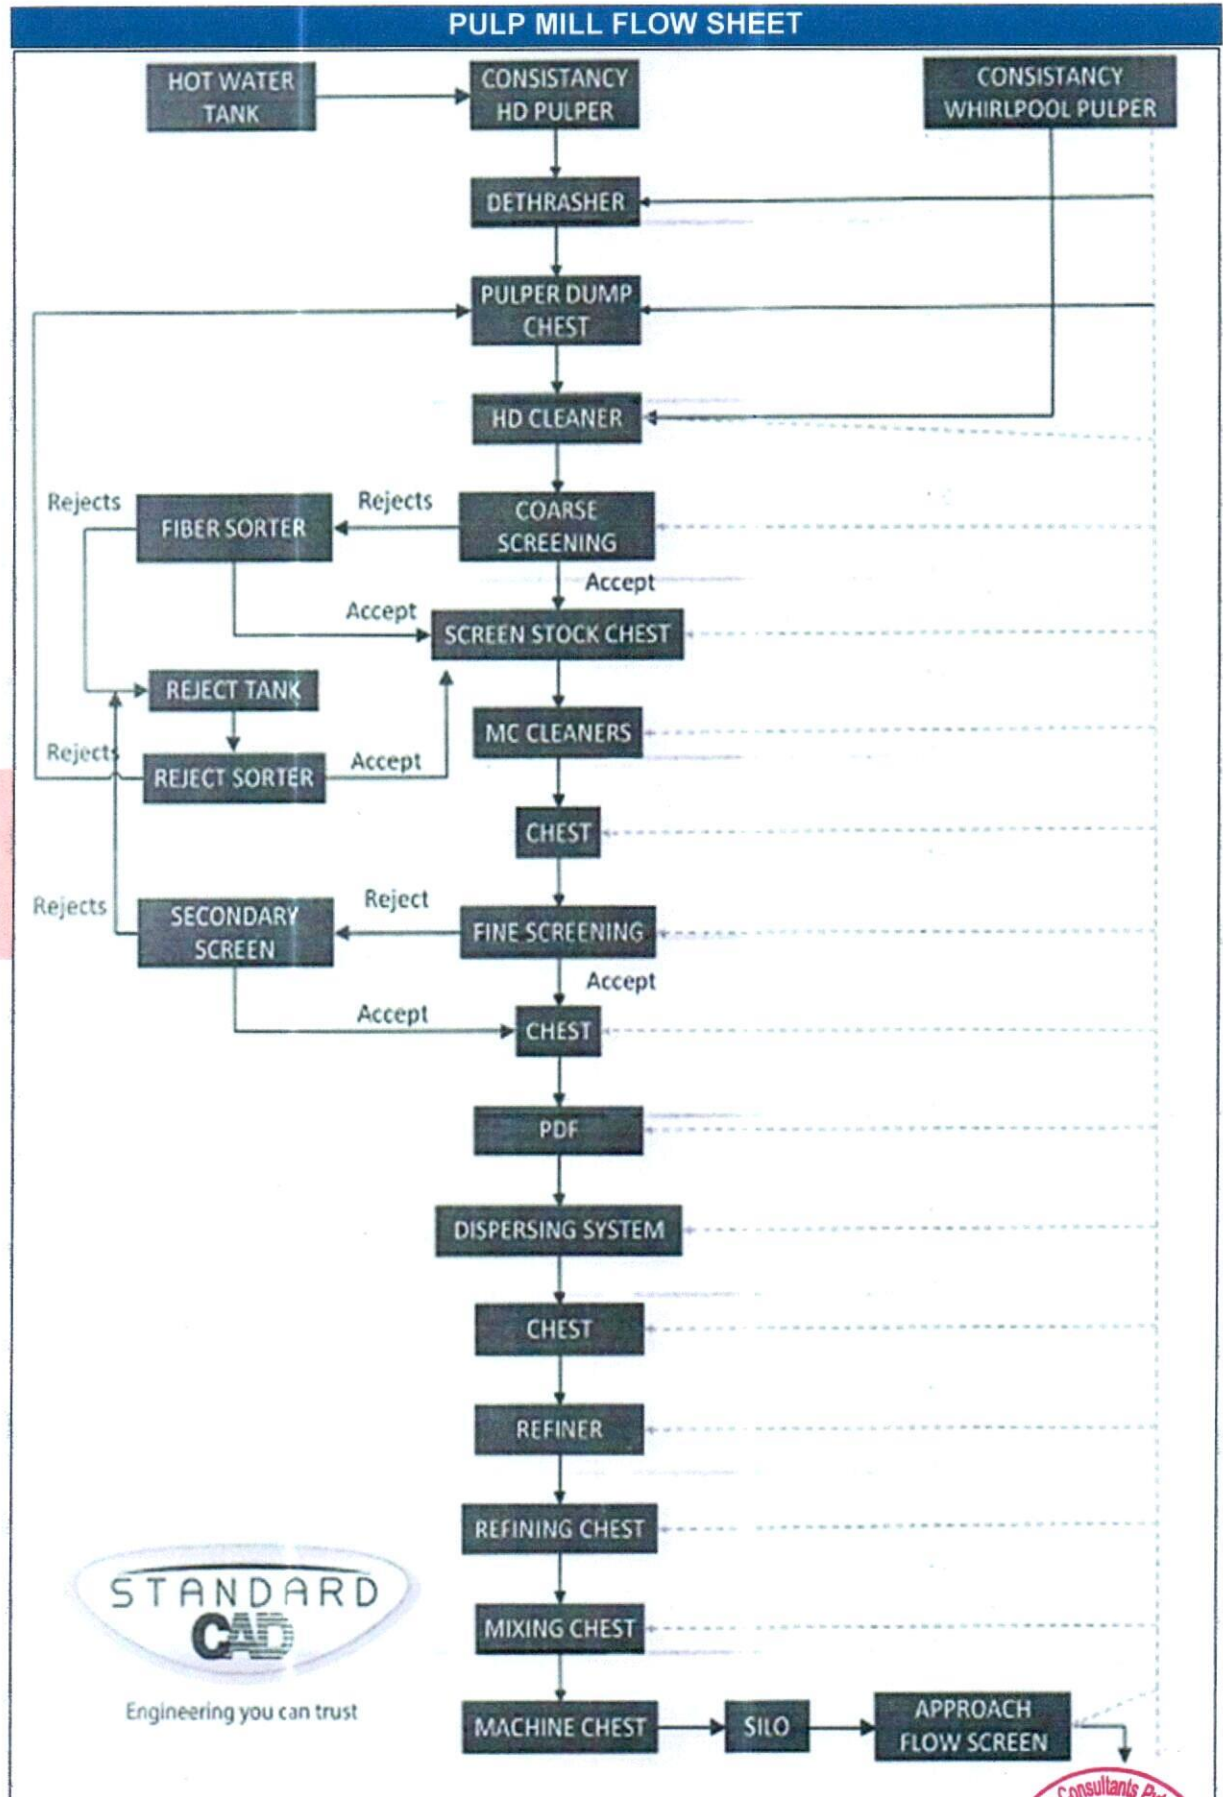 PULP MILL FLOW SHEET
HOT WATER
TANK
CONSISTANCY
HD PULPER
CONSISTANCY
WHIRLPOOL PULPER
DETHRASHER
PULPER DUMP
CHEST
HD CLEANER
Rejects
FIBER SORTER
Rejects
COARSE
SCREENING
Accept
Accept
SCREEN STOCK CHEST
REJECT TANK
MC CLEANERS
Rejects
REJECT SORTER
Accept
CHEST
Rejects
SECONDARY
SCREEN
Reject
FINE SCREENING
Accept
Accept
CHEST
PDF
DISPERSING SYSTEM
CHEST
REFINER
REFINING CHEST
STANDARD
CAD
Engineering you can trust
MIXING CHEST
MACHINE CHEST
SILO
APPROACH
FLOW SCREEN
Consultants